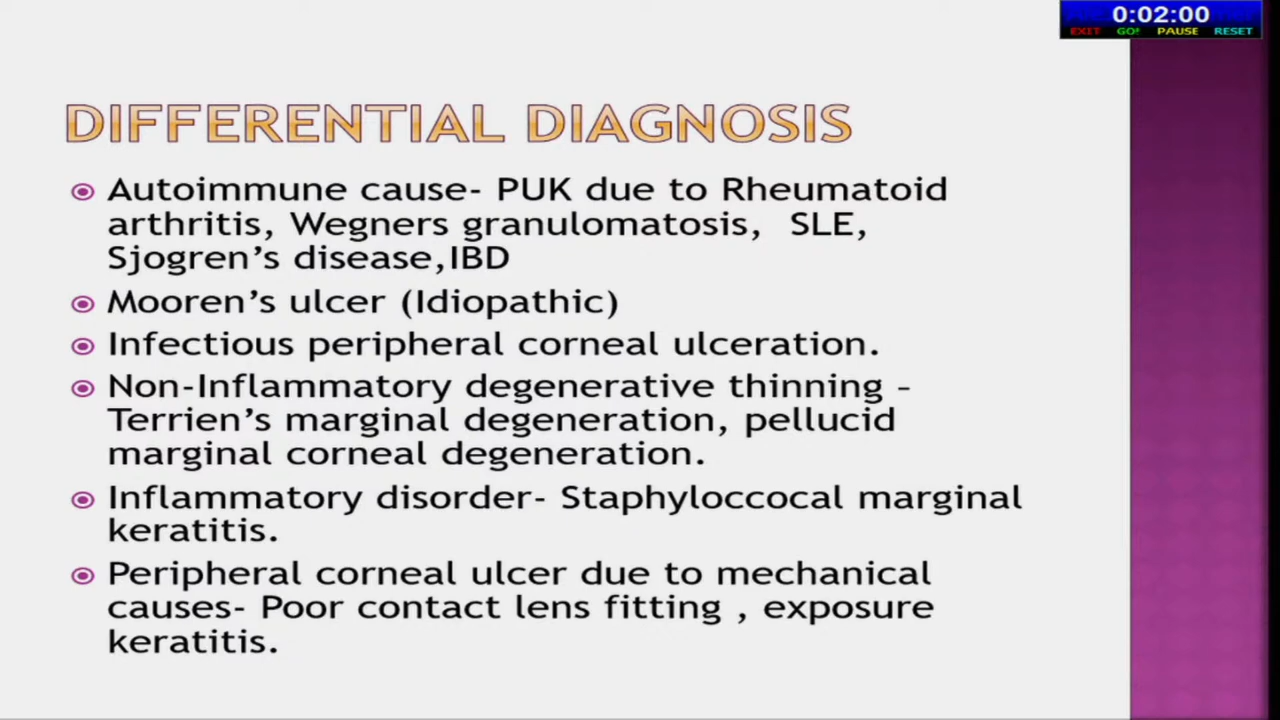 0:02:00
EXIT GO! PAUSE RESET
DIFFERENTIAL DIAGNOSIS
Autoimmune cause- PUK due to Rheumatoid
arthritis, Wegners granulomatosis, SLE,
Sjogren’s disease,IBD
Mooren’s ulcer (Idiopathic)
Infectious peripheral corneal ulceration.
Non-Inflammatory degenerative thinning –
Terrien’s marginal degeneration, pellucid
marginal corneal degeneration.
Inflammatory disorder- Staphyloccocal marginal
keratitis.
Peripheral corneal ulcer due to mechanical
causes- Poor contact lens fitting , exposure
keratitis.